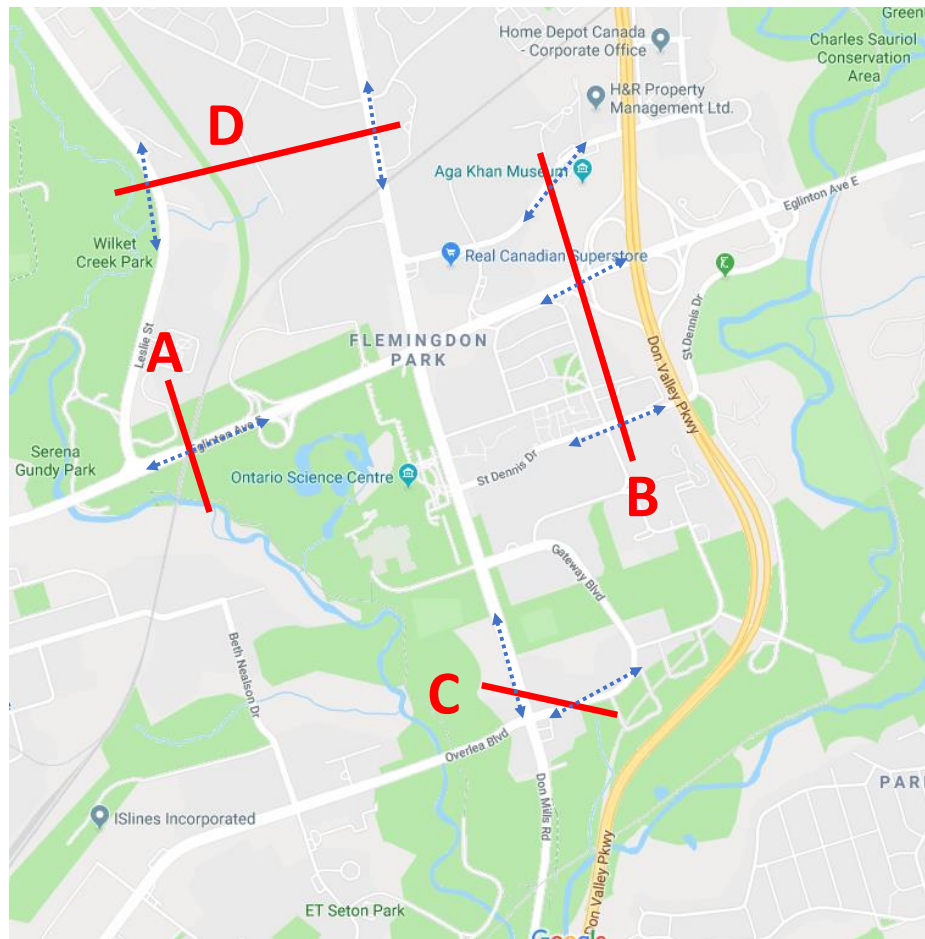 Greenl
Home Depot Canada
- Corporate Office
Charles Sauriol
Conservation
Area
H&R Property
Management Ltd.
D
Aga Khan Museum
Eglinton Ave E
Wilket
Creek Park
Real Canadian Superstore
St Dennis Dr
Leslie St
FLEMINGDON
PARK
A
Don Valley Pkwy
Eglinton Ave E
Serena
Gundy Park
Ontario Science Centre
St Dennis Dr
B
Gateway Blvd
Beth Nealson Dr
C
Overlea Blvd
Don Mills Rd
PAR
ISlines Incorporated
Don Valley Pkwy
ET Seton Park
Google